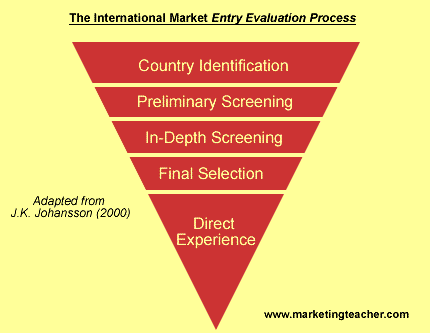 The International Market Entry Evaluation Process
Country Identification
Preliminary Screening
In-Depth Screening
Final Selection
Adapted from
J.K. Johansson (2000)
Direct
Experience
www.marketingteacher.com